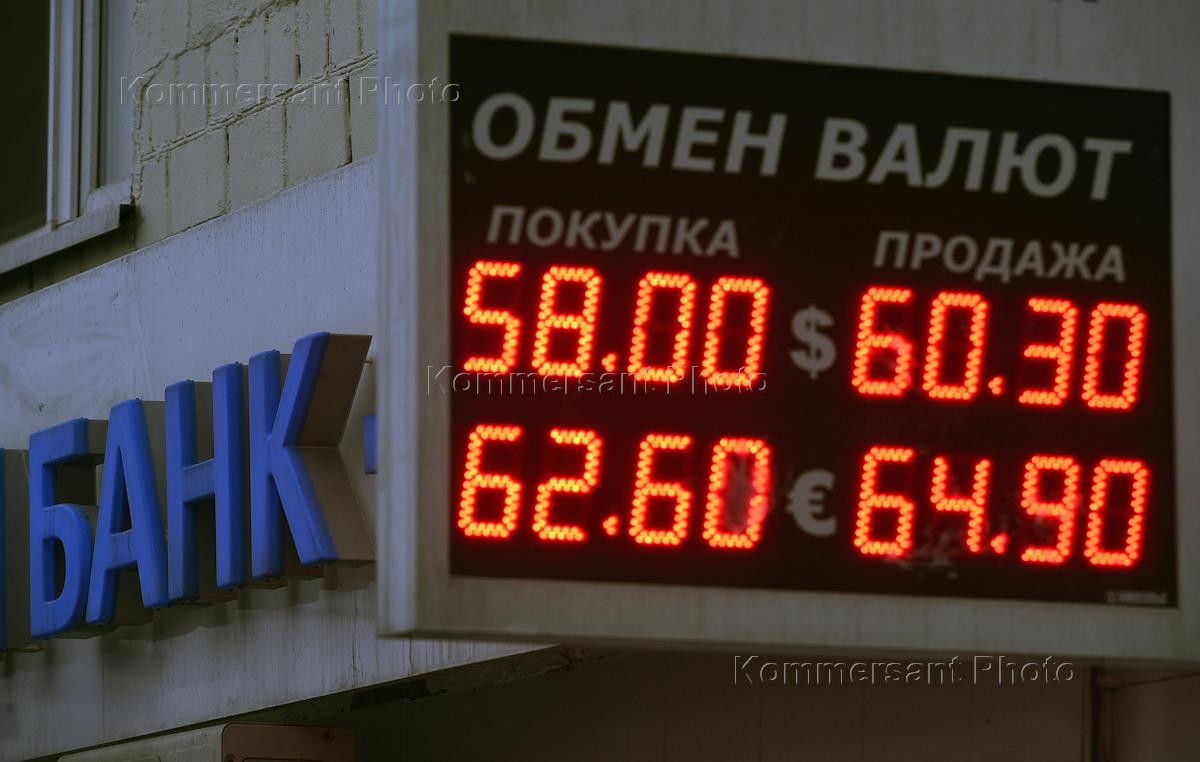 Kommersant Photo
ОБМЕН ВАЛЮТ
ПОКУПКА ПРОДАЖА
58.00 $ 60.30
Kommersant Photo
БАНК
62.60 € 64.90
Kommersant Photo